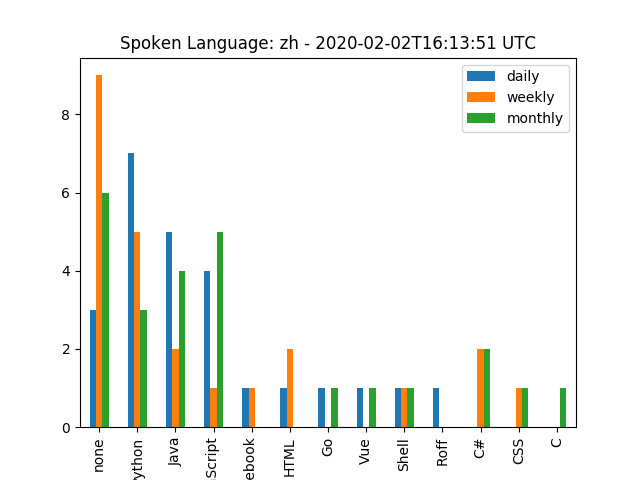 Spoken Language: zh - 2020-02-02T16:13:51 UTC
daily
weekly
monthly
8
6
4
2
0
none
ython
Java
Script
ebook
HTML
Go
Vue
Shell
Roff
C#
CSS
C